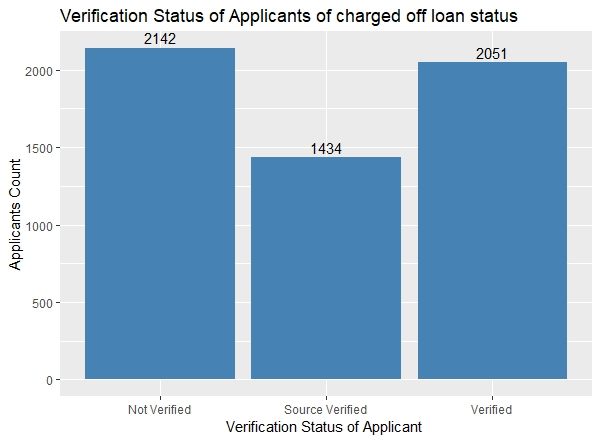 Verification Status of Applicants of charged off loan status
2142
2051
1434
2000
1500
1000
500
0
Applicants Count
Not Verified
Source Verified
Verified
Verification Status of Applicant